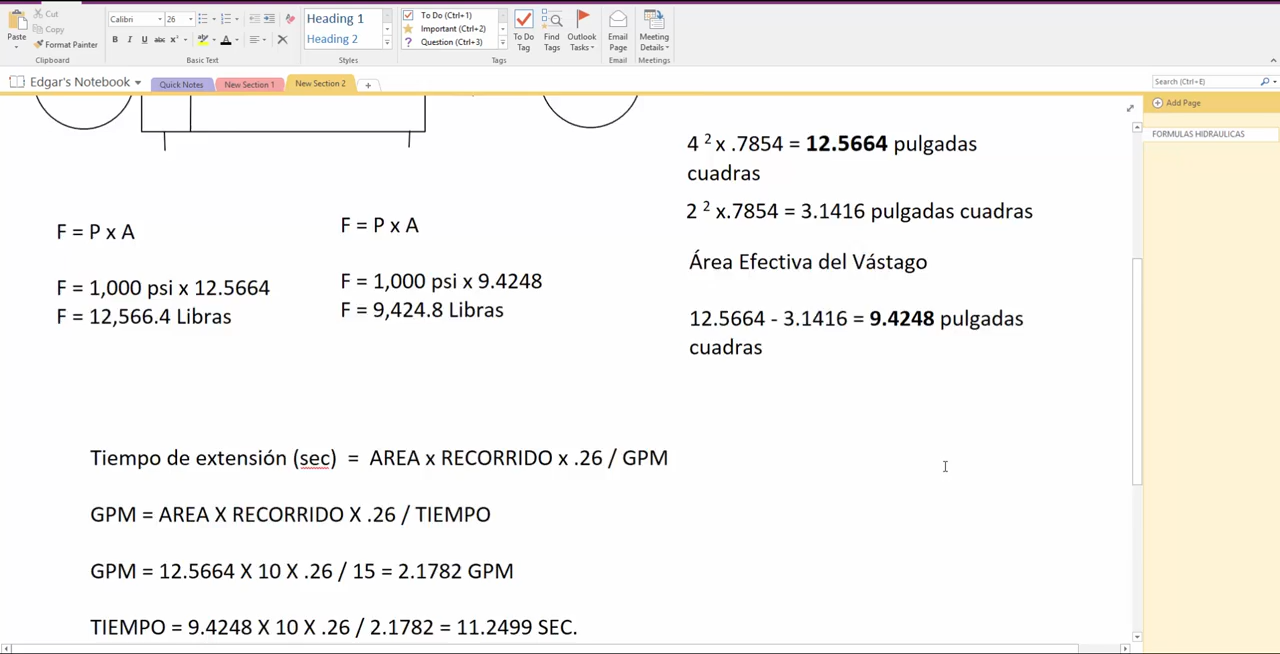 Cut
Copy
Paste
Format Painter
Clipboard
Calibri
26
B I U abc x²
A
Basic Text
Heading 1
Heading 2
Styles
To Do (Ctrl+1)
Important (Ctrl+2)
? Question (Ctrl+3)
Tags
To Do
Tag
Find
Tags
Outlook
Tasks
Email
Page
Email
Meeting
Details
Meetings
Edgar's Notebook
Quick Notes
New Section 1
New Section 2
+
Search (Ctrl+E)
Add Page
FORMULAS HIDRAULICAS
4 ² x .7854 = 12.5664 pulgadas
cuadras
2 ² x.7854 = 3.1416 pulgadas cuadras
Área Efectiva del Vástago
12.5664 - 3.1416 = 9.4248 pulgadas
cuadras
F = P x A
F = 1,000 psi x 12.5664
F = 12,566.4 Libras
F = P x A
F = 1,000 psi x 9.4248
F = 9,424.8 Libras
Tiempo de extensión (sec) = AREA x RECORRIDO x .26 / GPM
GPM = AREA X RECORRIDO X .26 / TIEMPO
GPM = 12.5664 X 10 X .26 / 15 = 2.1782 GPM
TIEMPO = 9.4248 X 10 X .26 / 2.1782 = 11.2499 SEC.